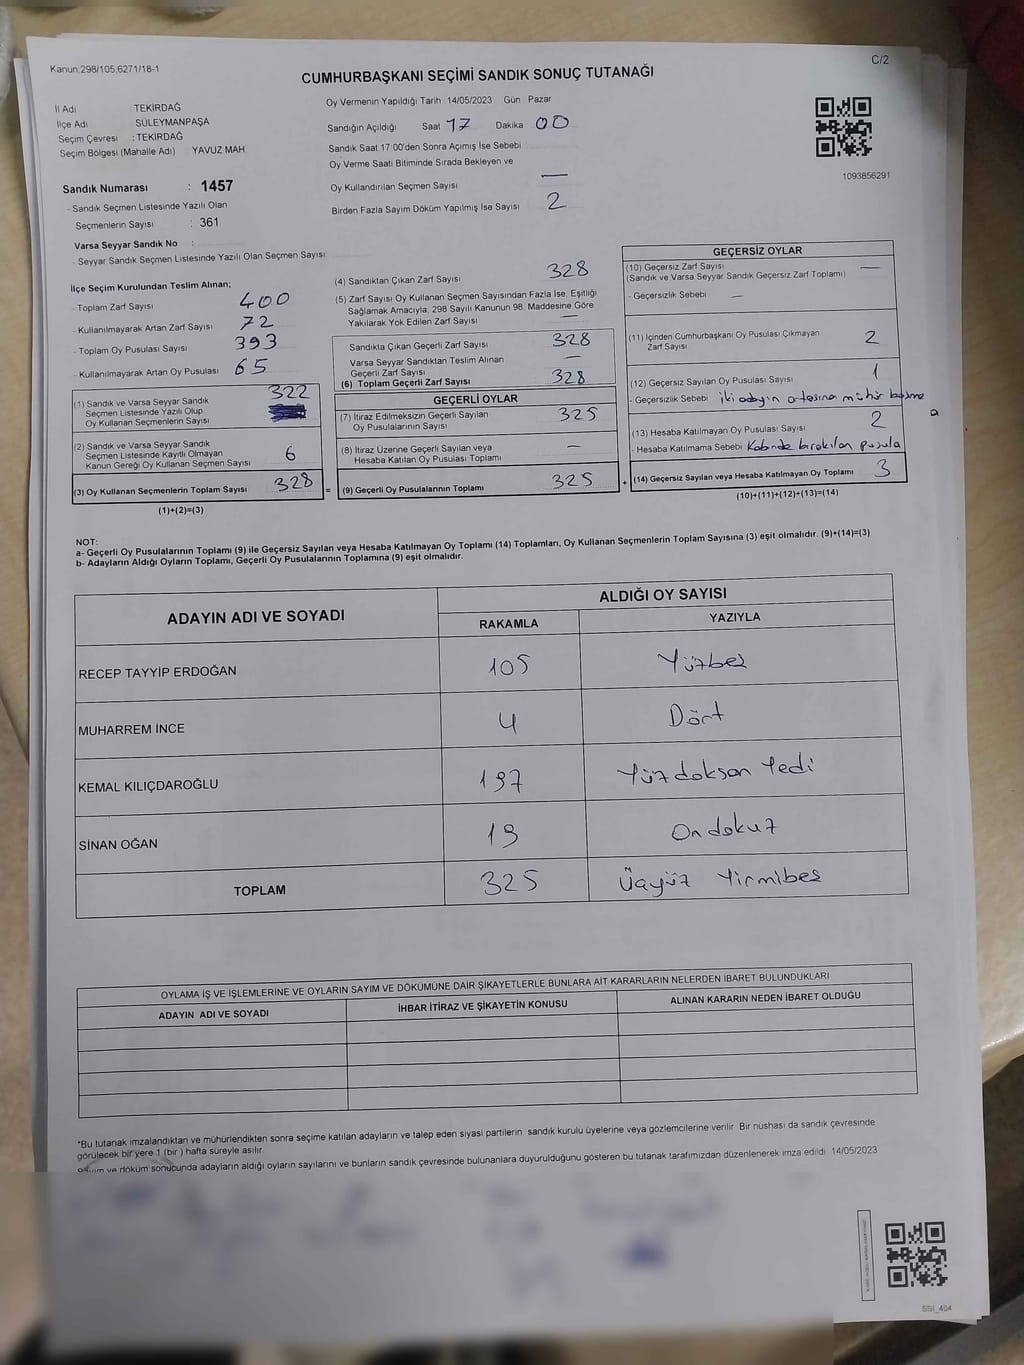 Kanun:298/105;6271/18-1
C/2
CUMHURBAŞKANI SEÇİMİ SANDIK SONUÇ TUTANAĞI
İl Adı TEKİRDAĞ
İlçe Adı SÜLEYMANPAŞA
Seçim Çevresi : TEKİRDAĞ
Seçim Bölgesi (Mahalle Adı) YAVUZ MAH.
Sandık Numarası : 1457
- Sandık Seçmen Listesinde Yazılı Olan
Seçmenlerin Sayısı : 361
Varsa Seyyar Sandık No :
- Seyyar Sandık Seçmen Listesinde Yazılı Olan Seçmen Sayısı:
Oy Vermenin Yapıldığı Tarih 14/05/2023 Gün Pazar
Sandığın Açıldığı Saat 17 Dakika 00
Sandık Saat 17:00'den Sonra Açımış İse Sebebi
Oy Verme Saati Bitiminde Sırada Bekleyen ve
Oy Kullandırılan Seçmen Sayısı —
Birden Fazla Sayım Döküm Yapılmış İse Sayısı 2
1093856291
İlçe Seçim Kurulundan Teslim Alınan;
- Toplam Zarf Sayısı 400
- Kullanılmayarak Artan Zarf Sayısı 72
- Toplam Oy Pusulası Sayısı 393
- Kullanılmayarak Artan Oy Pusulası 65
(1) Sandık ve Varsa Seyyar Sandık 322
Seçmen Listesinde Yazılı Olup
Oy Kullanan Seçmenlerin Sayısı
(2) Sandık ve Varsa Seyyar Sandık
Seçmen Listesinde Kayıtlı Olmayan
Kanun Gereği Oy Kullanan Seçmen Sayısı 6
(3) Oy Kullanan Seçmenlerin Toplam Sayısı 328 =
(1)+(2)=(3)
(4) Sandıktan Çıkan Zarf Sayısı 328
(5) Zarf Sayısı Oy Kullanan Seçmen Sayısından Fazla İse, Eşitliği
Sağlamak Amacıyla; 298 Sayılı Kanunun 98. Maddesine Göre
Yakılarak Yok Edilen Zarf Sayısı —
Sandıkta Çıkan Geçerli Zarf Sayısı 328
Varsa Seyyar Sandıktan Teslim Alınan
Geçerli Zarf Sayısı —
(6) Toplam Geçerli Zarf Sayısı 328
GEÇERLİ OYLAR
(7) İtiraz Edilmeksizin Geçerli Sayılan
Oy Pusulalarının Sayısı 325
(8) İtiraz Üzerine Geçerli Sayılan veya
Hesaba Katılan Oy Pusulası Toplamı —
(9) Geçerli Oy Pusulalarının Toplamı 325 +
GEÇERSİZ OYLAR
(10) Geçersiz Zarf Sayısı —
(Sandık ve Varsa Seyyar Sandık Geçersiz Zarf Toplamı)
- Geçersizlik Sebebi —
(11) İçinden Cumhurbaşkanı Oy Pusulası Çıkmayan
Zarf Sayısı 2
(12) Geçersiz Sayılan Oy Pusulası Sayısı 1
- Geçersizlik Sebebi iki adayın ortasına mühür basma
(13) Hesaba Katılmayan Oy Pusulası Sayısı 2
- Hesaba Katılmama Sebebi Kabinde bırakılan pusula
(14) Geçersiz Sayılan veya Hesaba Katılmayan Oy Toplamı 3
(10)+(11)+(12)+(13)=(14)
NOT:
a- Geçerli Oy Pusulalarının Toplamı (9) ile Geçersiz Sayılan veya Hesaba Katılmayan Oy Toplamı (14) Toplamları, Oy Kullanan Seçmenlerin Toplam Sayısına (3) eşit olmalıdır. (9)+(14)=(3)
b- Adayların Aldığı Oyların Toplamı, Geçerli Oy Pusulalarının Toplamına (9) eşit olmalıdır.
ADAYIN ADI VE SOYADI ALDIĞI OY SAYISI
RAKAMLA YAZIYLA
RECEP TAYYİP ERDOĞAN 105 Yüzbeş
MUHARREM İNCE 4 Dört
KEMAL KILIÇDAROĞLU 197 Yüz doksan Yedi
SİNAN OĞAN 19 Ondokuz
TOPLAM 325 Üçyüz Yirmibeş
OYLAMA İŞ VE İŞLEMLERİNE VE OYLARIN SAYIM VE DÖKÜMÜNE DAİR ŞİKAYETLERLE BUNLARA AİT KARARLARIN NELERDEN İBARET BULUNDUKLARI
ADAYIN ADI VE SOYADI İHBAR İTİRAZ VE ŞİKAYETİN KONUSU ALINAN KARARIN NEDEN İBARET OLDUĞU
*Bu tutanak imzalandıktan ve mühürlendikten sonra seçime katılan adayların ve talep eden siyasi partilerin sandık kurulu üyelerine veya gözlemcilerine verilir. Bir nüshası da sandık çevresinde
görülecek bir yere 1 (bir) hafta süreyle asılır.
ve döküm sonucunda adayların aldığı oyların sayılarını ve bunların sandık çevresinde bulunanlara duyurulduğunu gösteren bu tutanak tarafımızdan düzenlenerek imza edildi. 14/05/2023
SSI_404